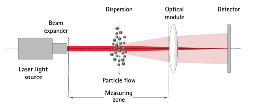 Beam
expander
Dispersion
Optical
module
Detector
Laser light
source
Particle flow
Measuring
zone